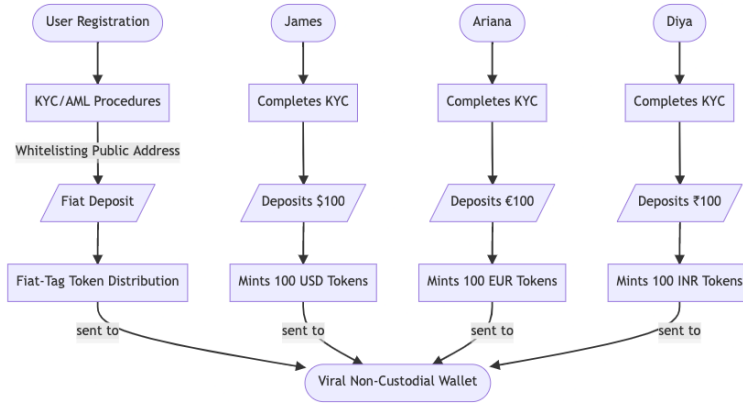 User Registration
James
Ariana
Diya
KYC/AML Procedures
Completes KYC
Completes KYC
Completes KYC
Whitelisting Public Address
Fiat Deposit
Deposits $100
Deposits €100
Deposits ₹100
Fiat-Tag Token Distribution
Mints 100 USD Tokens
Mints 100 EUR Tokens
Mints 100 INR Tokens
sent to
sent to
sent to
sent to
Viral Non-Custodial Wallet